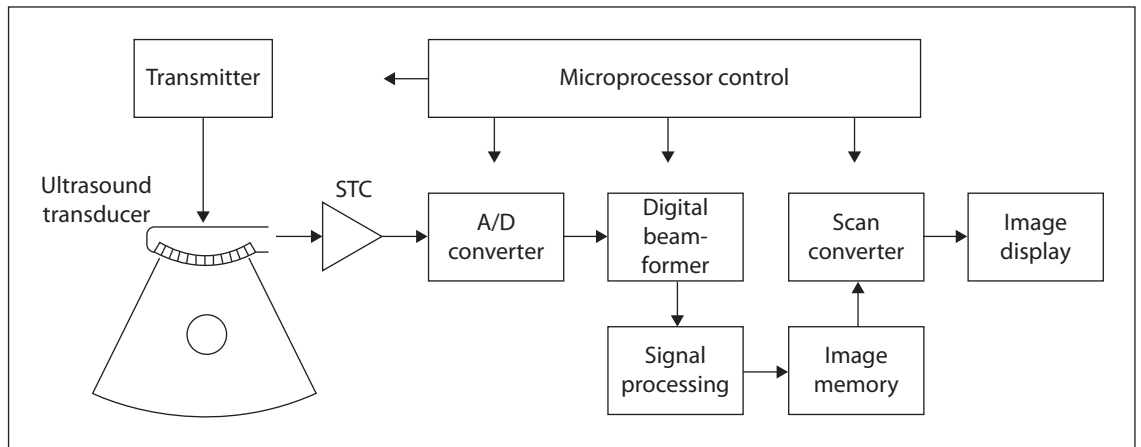 Transmitter
Microprocessor control
Ultrasound
transducer
STC
A/D
converter
Digital
beam-
former
Scan
converter
Image
display
Signal
processing
Image
memory